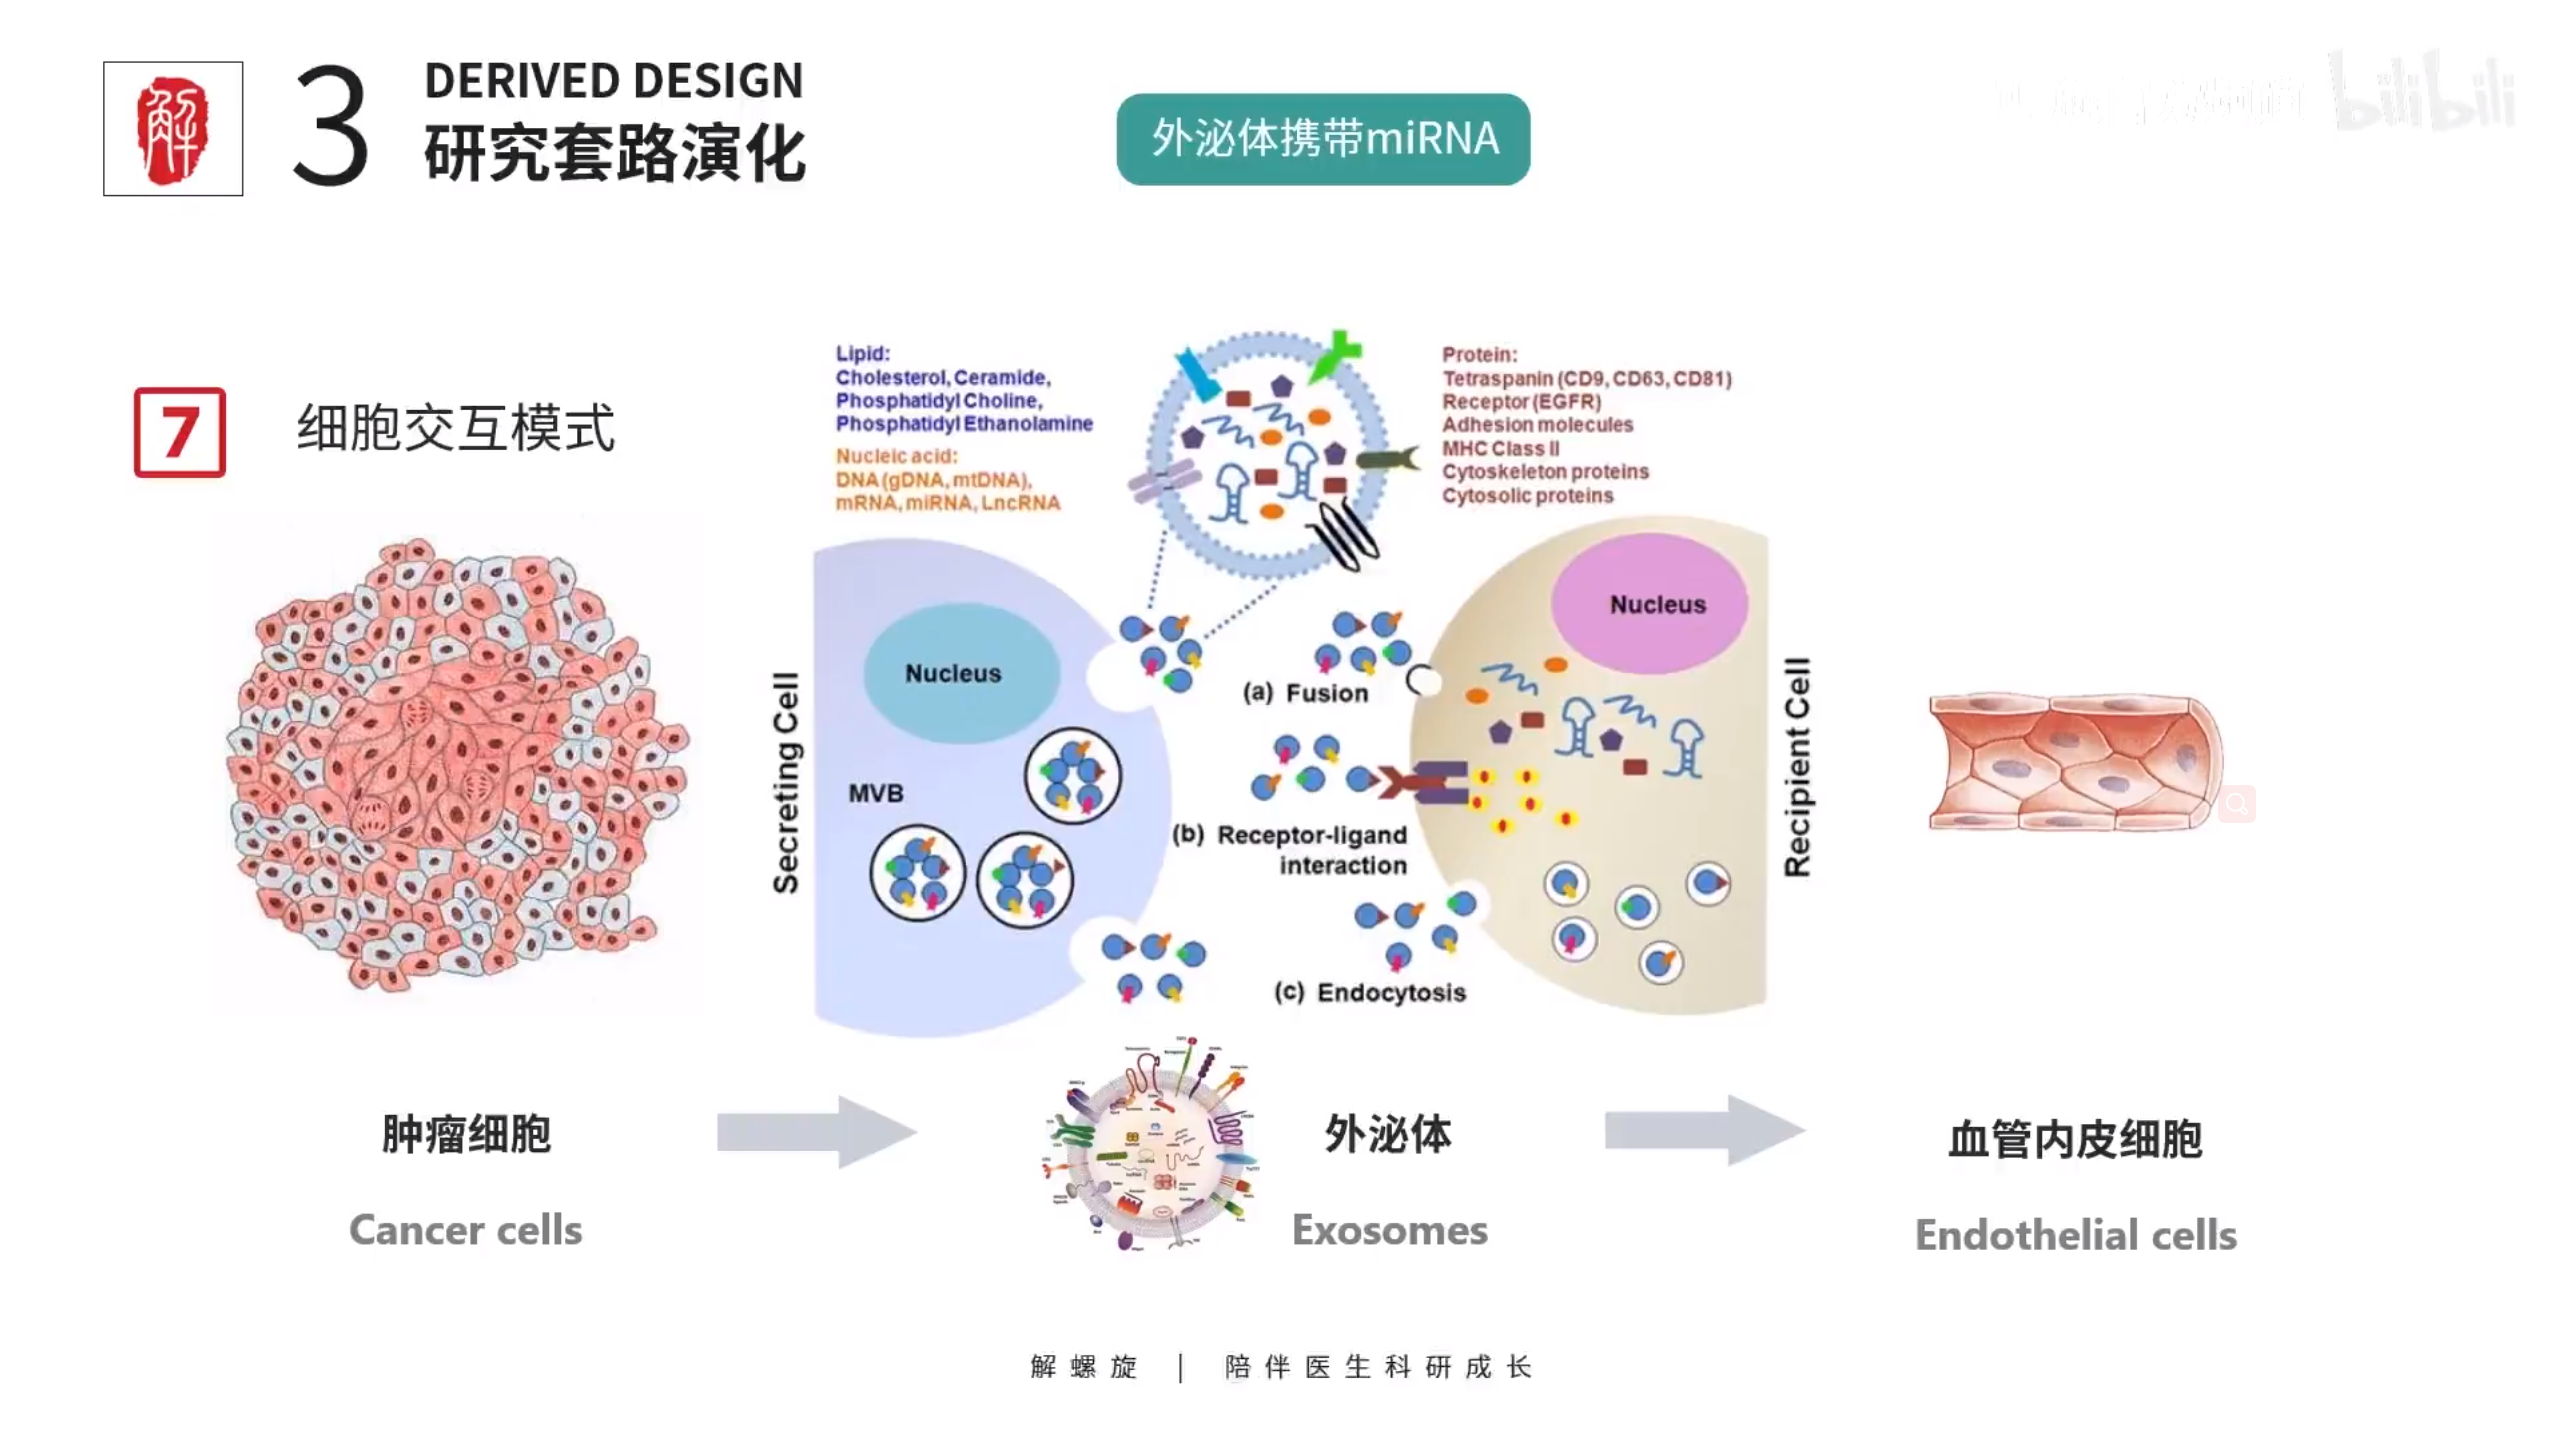 解
3
DERIVED DESIGN
研究套路演化
外泌体携带miRNA
bilibili
7
细胞交互模式
Lipid:
Cholesterol, Ceramide,
Phosphatidyl Choline,
Phosphatidyl Ethanolamine
Nucleic acid:
DNA (gDNA, mtDNA),
mRNA, miRNA, LncRNA
Protein:
Tetraspanin (CD9, CD63, CD81)
Receptor (EGFR)
Adhesion molecules
MHC Class II
Cytoskeleton proteins
Cytosolic proteins
Secreting Cell
Nucleus
MVB
(a) Fusion
(b) Receptor-ligand
interaction
(c) Endocytosis
Nucleus
Recipient Cell
肿瘤细胞
Cancer cells
外泌体
Exosomes
血管内皮细胞
Endothelial cells
解螺旋 | 陪伴医生科研成长